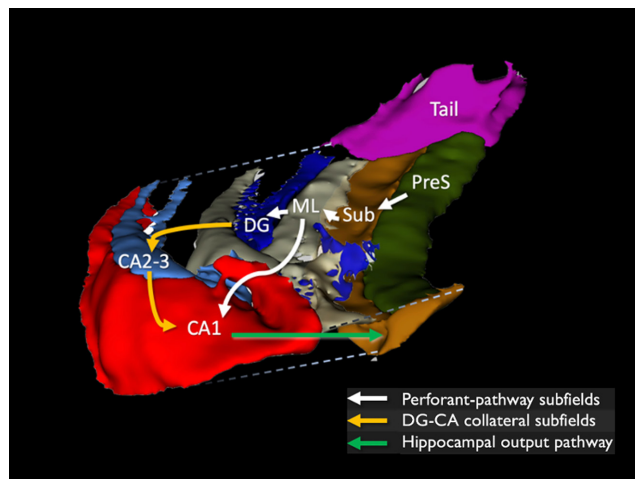 Tail
PreS
ML
Sub
DG
CA2-3
CA1
Perforant-pathway subfields
DG-CA collateral subfields
Hippocampal output pathway